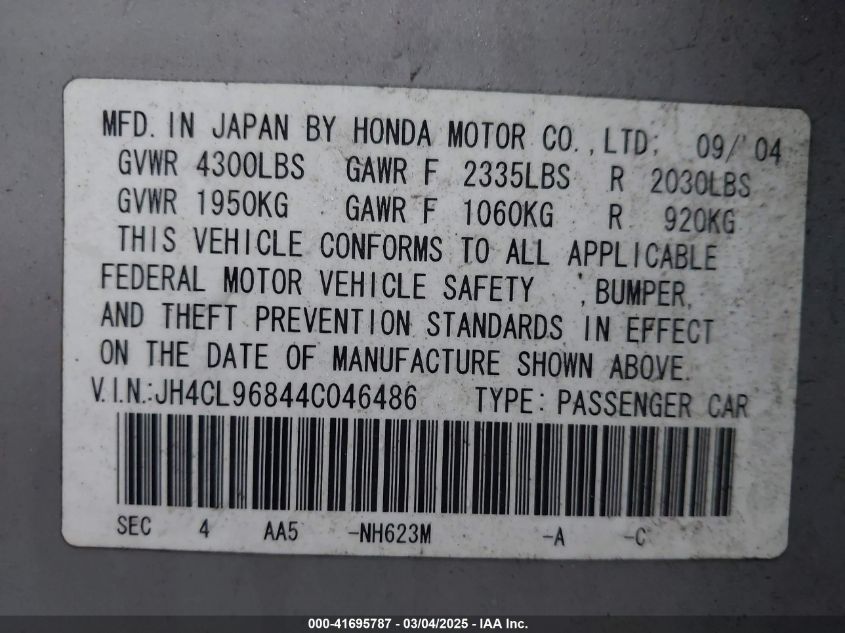 MFD. IN JAPAN BY HONDA MOTOR CO., LTD. 09/'04
GVWR 4300LBS GAWR F 2335LBS R 2030LBS
GVWR 1950KG GAWR F 1060KG R 920KG
THIS VEHICLE CONFORMS TO ALL APPLICABLE
FEDERAL MOTOR VEHICLE SAFETY , BUMPER,
AND THEFT PREVENTION STANDARDS IN EFFECT
ON THE DATE OF MANUFACTURE SHOWN ABOVE.
V.I.N.:JH4CL96844C046486 TYPE: PASSENGER CAR
SEC 4 AA5 -NH623M -A -C
000-41695787 - 03/04/2025 - IAA Inc.